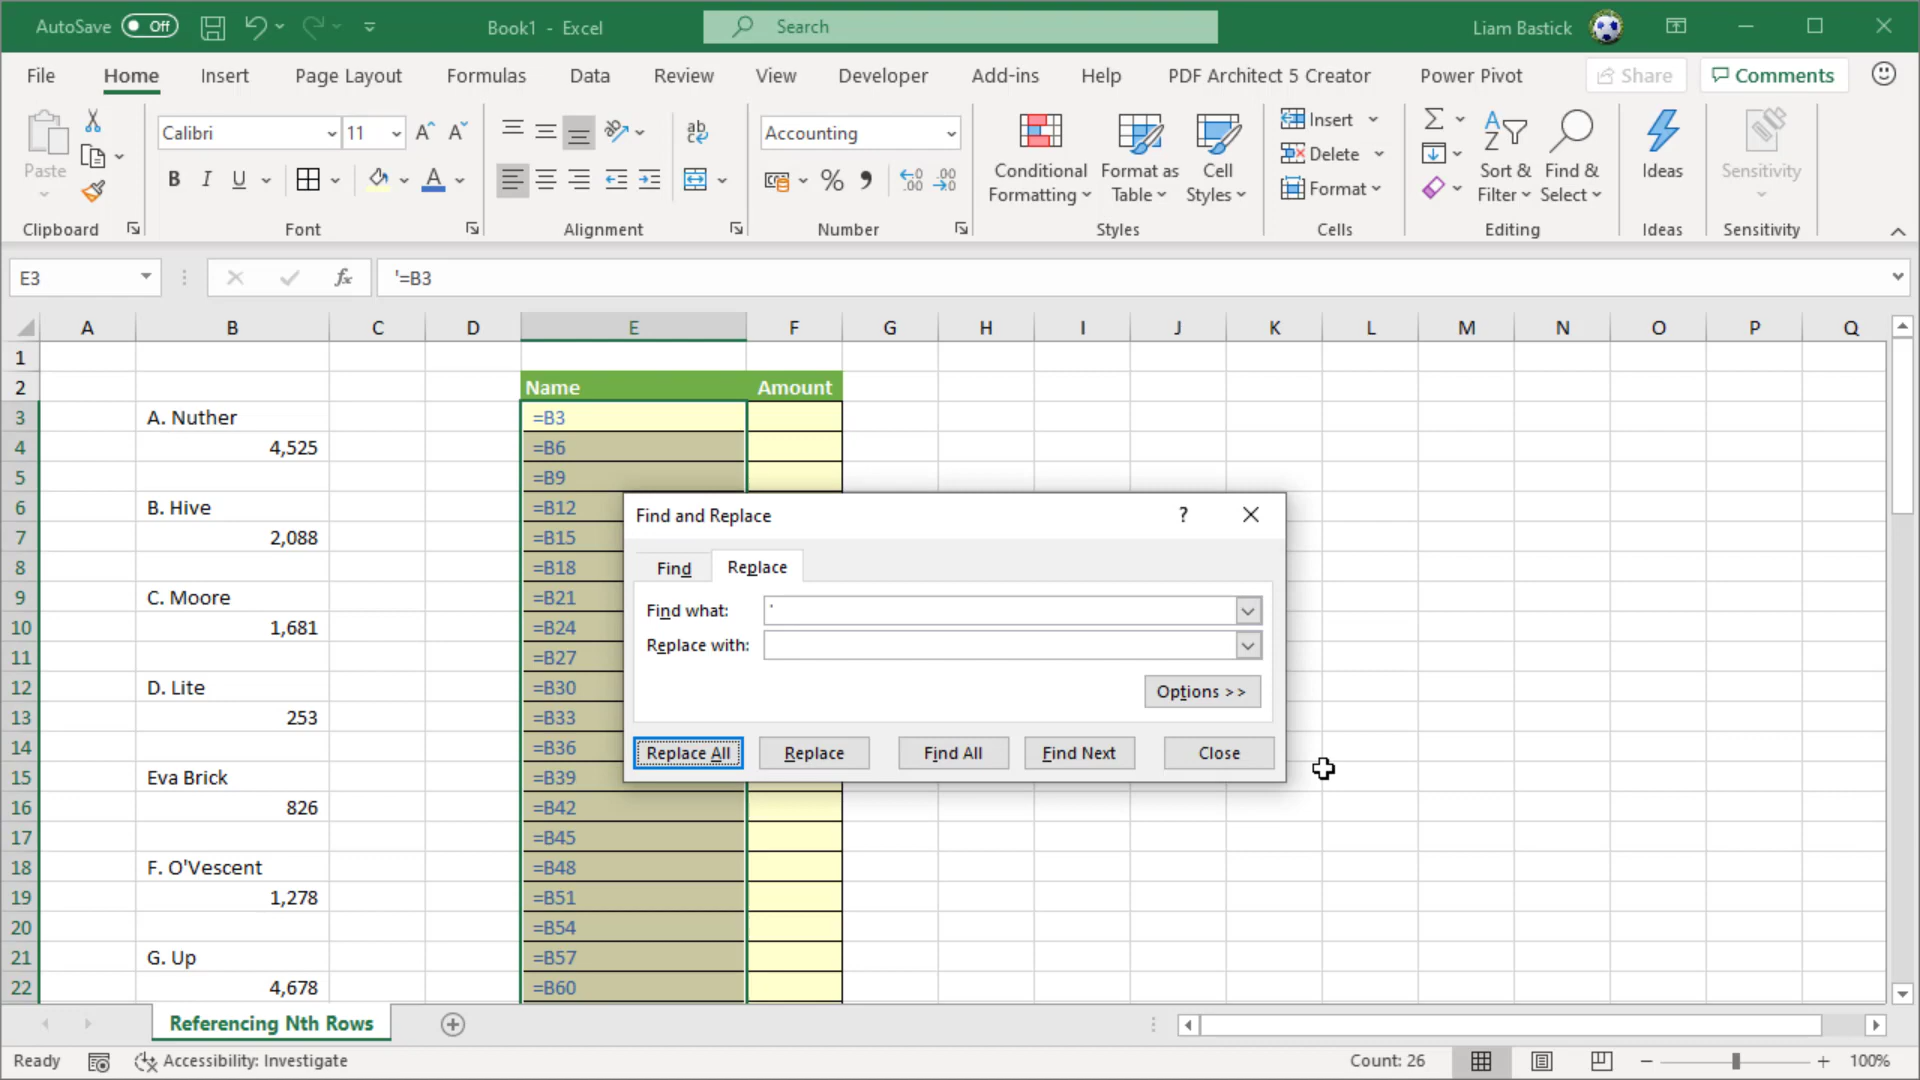 AutoSave Off Book1 - Excel Search Liam Bastick
File Home Insert Page Layout Formulas Data Review View Developer Add-ins Help PDF Architect 5 Creator Power Pivot Share Comments
Paste
Calibri 11
B I U A
ab
Accounting
% ,
Conditional Formatting
Format as Table
Cell Styles
Insert
Delete
Format
Sort & Filter
Find & Select
Ideas
Sensitivity
Clipboard Font Alignment Number Styles Cells Editing Ideas Sensitivity
E3 fx '=B3
A B C D E F G H I J K L M N O P Q
1
2 Name Amount
3 A. Nuther =B3
4 4,525 =B6
5 =B9
6 B. Hive =B12
7 2,088 =B15
8 =B18
9 C. Moore =B21
10 1,681 =B24
11 =B27
12 D. Lite =B30
13 253 =B33
14 =B36
15 Eva Brick =B39
16 826 =B42
17 =B45
18 F. O'Vescent =B48
19 1,278 =B51
20 =B54
21 G. Up =B57
22 4,678 =B60
Find and Replace ?
Find Replace
Find what: '
Replace with:
Options >>
Replace All Replace Find All Find Next Close
Referencing Nth Rows
Ready Accessibility: Investigate Count: 26 100%